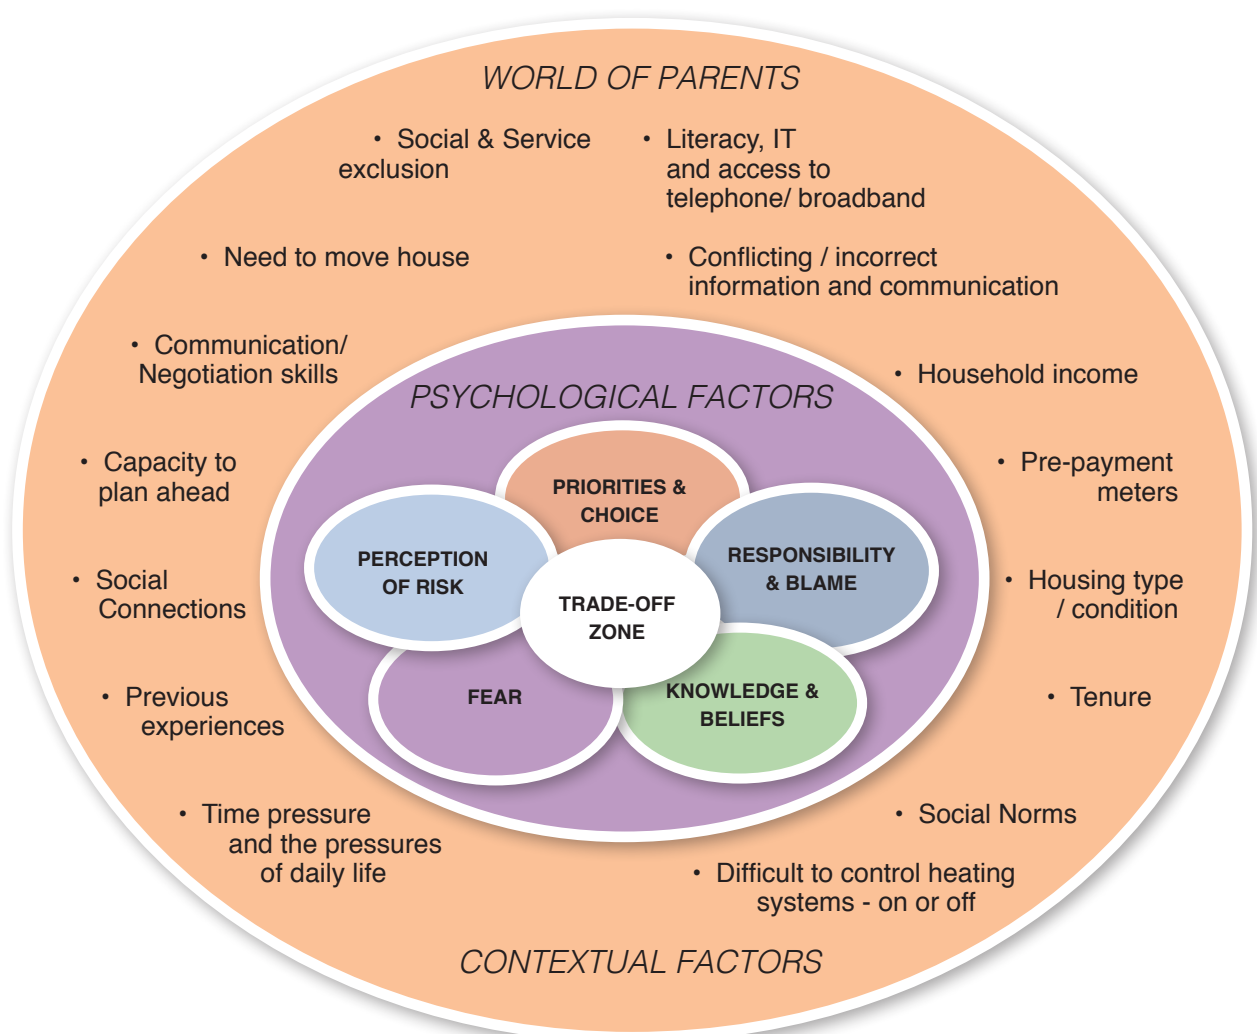 WORLD OF PARENTS
• Social & Service
exclusion
• Literacy, IT
and access to
telephone/ broadband
• Need to move house
• Conflicting / incorrect
information and communication
• Communication/
Negotiation skills
• Household income
• Capacity to
plan ahead
• Pre-payment
meters
• Social
Connections
• Housing type
/ condition
• Previous
experiences
• Tenure
• Time pressure
and the pressures
of daily life
• Social Norms
• Difficult to control heating
systems - on or off
CONTEXTUAL FACTORS
PSYCHOLOGICAL FACTORS
PRIORITIES &
CHOICE
PERCEPTION
OF RISK
RESPONSIBILITY
& BLAME
TRADE-OFF
ZONE
FEAR
KNOWLEDGE &
BELIEFS